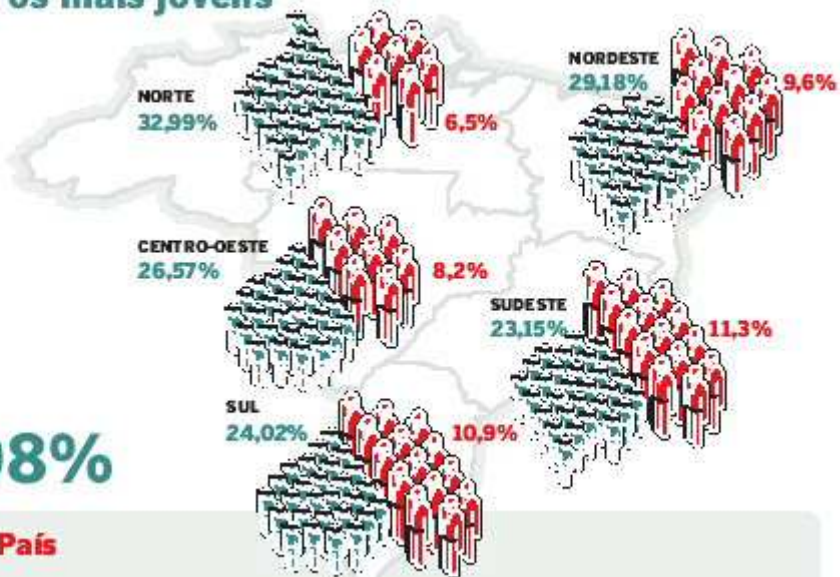 os mais jovens
NORTE
32,99%
6,5%
NORDESTE
29,18%
9,6%
CENTRO-OESTE
26,57%
8,2%
SUDESTE
23,15%
11,3%
SUL
24,02%
10,9%
8%
País